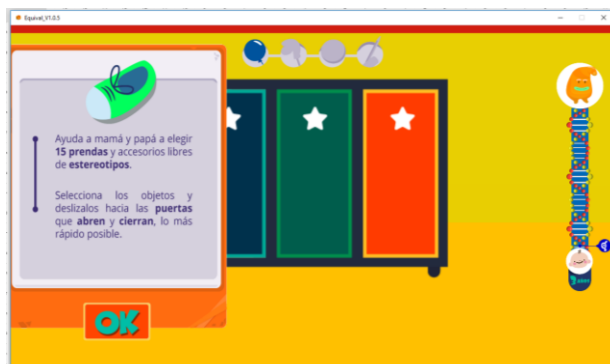 Equival_V1.0.5
Ayuda a mamá y papá a elegir
15 prendas y accesorios libres
de estereotipos.
Selecciona los objetos y
deslízalos hacia las puertas
que abren y cierran, lo más
rápido posible.
OK